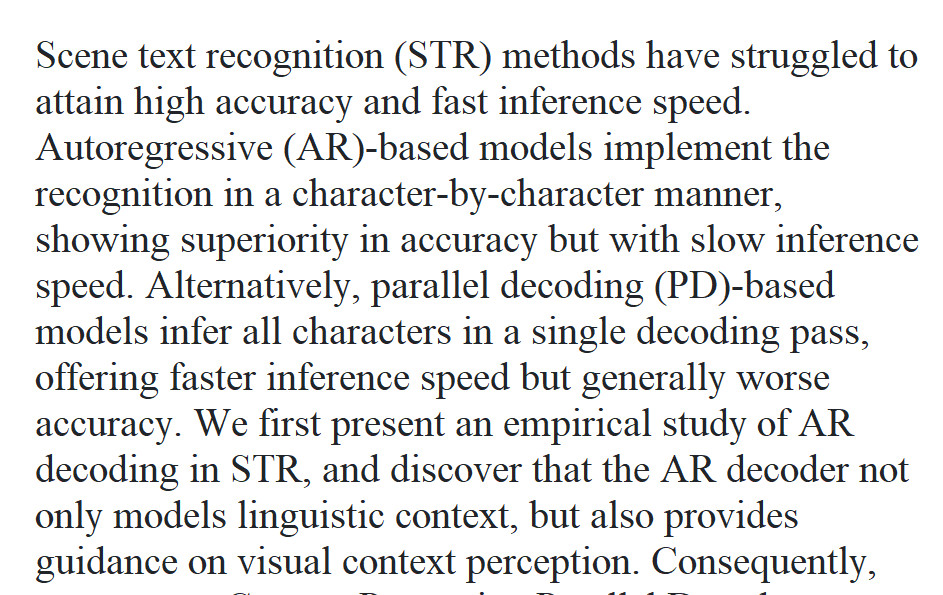 Scene text recognition (STR) methods have struggled to
attain high accuracy and fast inference speed.
Autoregressive (AR)-based models implement the
recognition in a character-by-character manner,
showing superiority in accuracy but with slow inference
speed. Alternatively, parallel decoding (PD)-based
models infer all characters in a single decoding pass,
offering faster inference speed but generally worse
accuracy. We first present an empirical study of AR
decoding in STR, and discover that the AR decoder not
only models linguistic context, but also provides
guidance on visual context perception. Consequently,